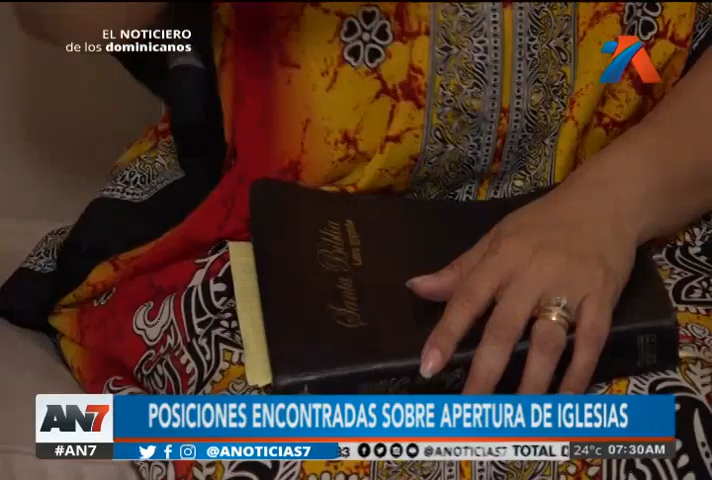 EL NOTICIERO
de los dominicanos
Santa Biblia
AN7
POSICIONES ENCONTRADAS SOBRE APERTURA DE IGLESIAS
#AN7
@ANOTICIAS7
@ANOTICIAS7 TOTAL
24°c 07:30AM